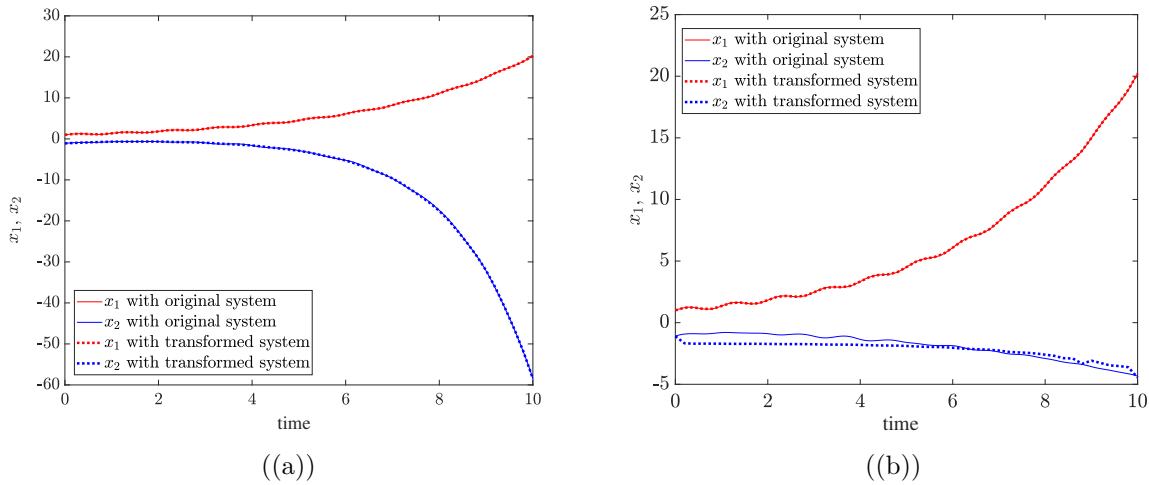 30
20
10
0
-10
-20
-30
-40
-50
-60
x₁, x₂
x₁ with original system
x₂ with original system
x₁ with transformed system
x₂ with transformed system
0 2 4 6 8 10
time
((a))
25
20
15
10
5
0
-5
x₁, x₂
x₁ with original system
x₂ with original system
x₁ with transformed system
x₂ with transformed system
0 2 4 6 8 10
time
((b))